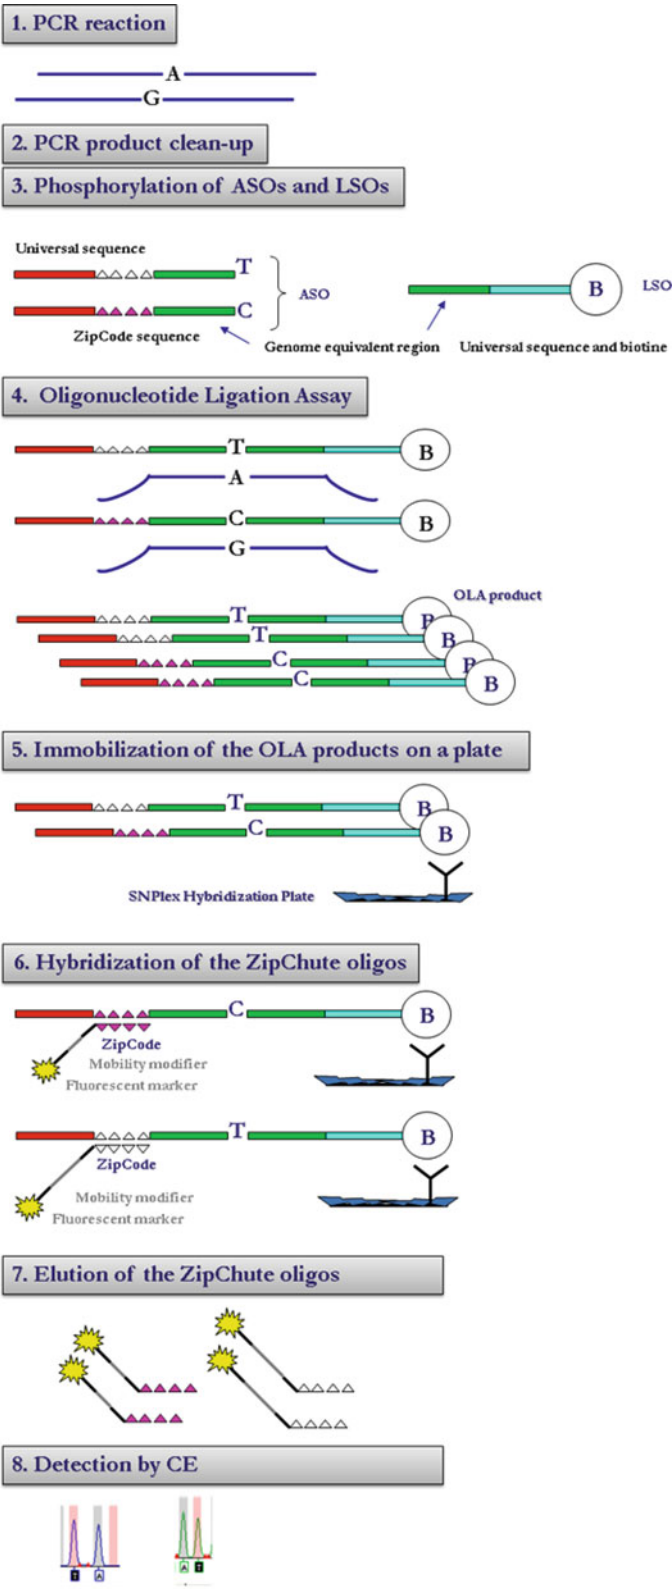 1. PCR reaction
A
G
2. PCR product clean-up
3. Phosphorylation of ASOs and LSOs
Universal sequence
T
C
ASO
B
LSO
ZipCode sequence
Genome equivalent region
Universal sequence and biotine
4. Oligonucleotide Ligation Assay
T
B
A
C
B
G
OLA product
T
B
T
B
C
B
C
B
5. Immobilization of the OLA products on a plate
T
B
C
B
SNPlex Hybridization Plate
6. Hybridization of the ZipChute oligos
C
B
ZipCode
Mobility modifier
Fluorescent marker
T
B
ZipCode
Mobility modifier
Fluorescent marker
7. Elution of the ZipChute oligos
8. Detection by CE
T A
A T